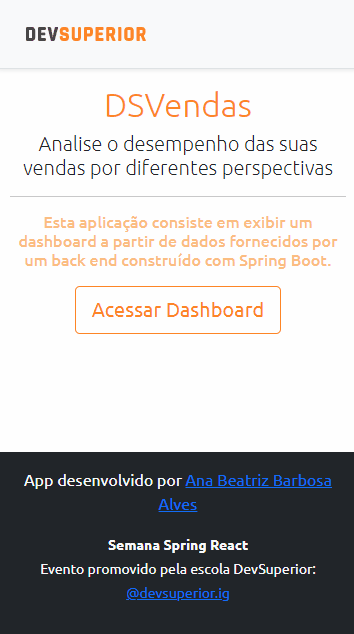 DEVSUPERIOR
DSVendas
Analise o desempenho das suas
vendas por diferentes perspectivas
Esta aplicação consiste em exibir um
dashboard a partir de dados fornecidos por
um back end construído com Spring Boot.
Acessar Dashboard
App desenvolvido por Ana Beatriz Barbosa
Alves
Semana Spring React
Evento promovido pela escola DevSuperior:
@devsuperior.ig